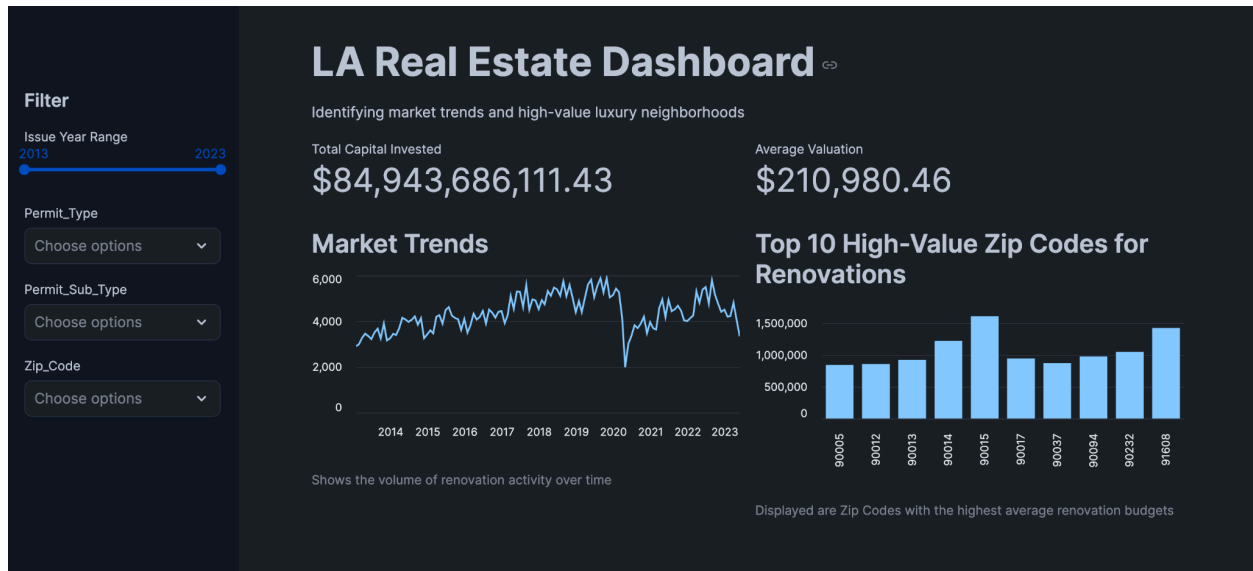 Filter
Issue Year Range
2013 2023
Permit_Type
Choose options
Permit_Sub_Type
Choose options
Zip_Code
Choose options
LA Real Estate Dashboard
Identifying market trends and high-value luxury neighborhoods
Total Capital Invested
$84,943,686,111.43
Average Valuation
$210,980.46
Market Trends
6,000
4,000
2,000
0
2014 2015 2016 2017 2018 2019 2020 2021 2022 2023
Shows the volume of renovation activity over time
Top 10 High-Value Zip Codes for
Renovations
1,500,000
1,000,000
500,000
0
90005 90012 90013 90014 90015 90017 90037 90094 90232 91608
Displayed are Zip Codes with the highest average renovation budgets